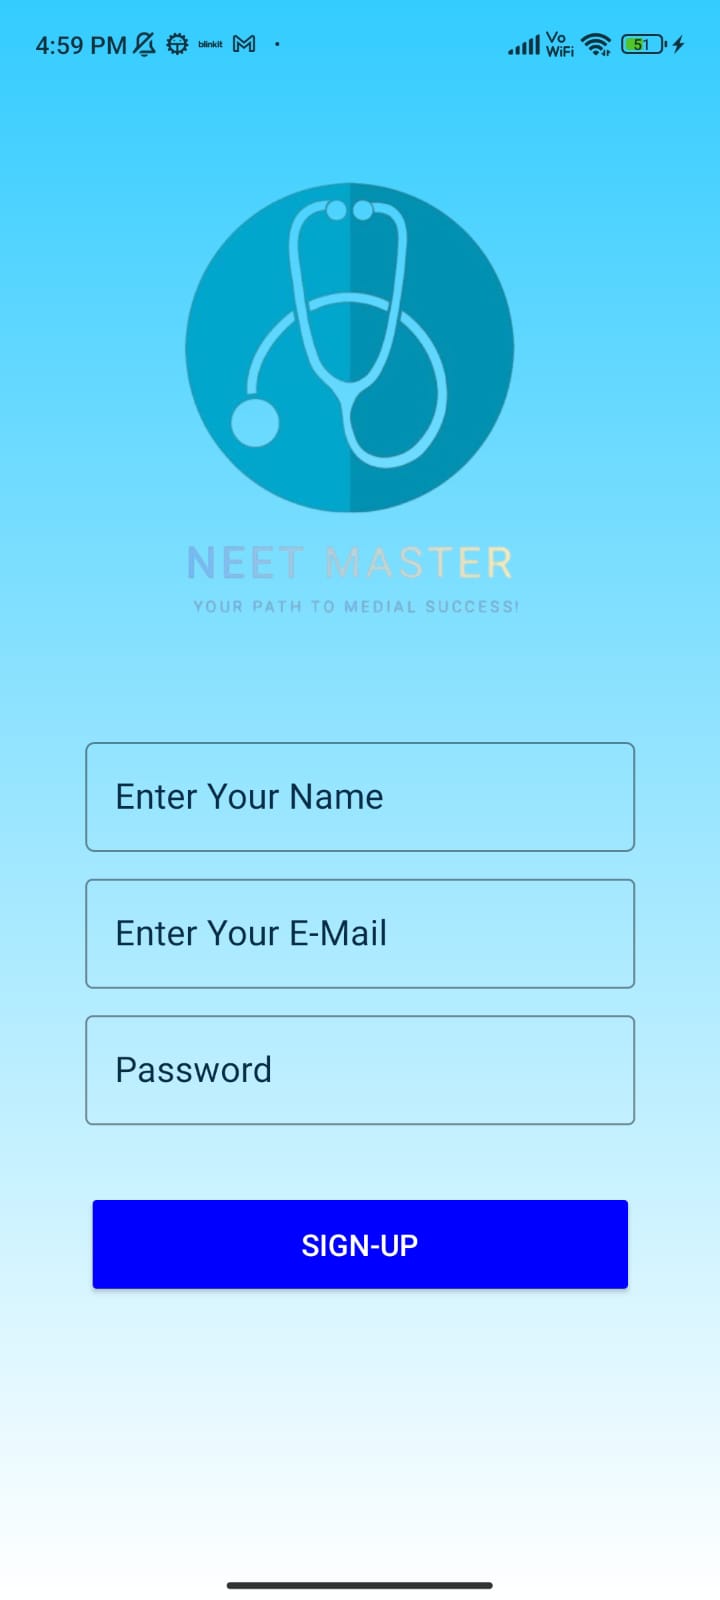 4:59 PM blinkit Vo WiFi 51
NEET MASTER
YOUR PATH TO MEDIAL SUCCESS!
Enter Your Name
Enter Your E-Mail
Password
SIGN-UP